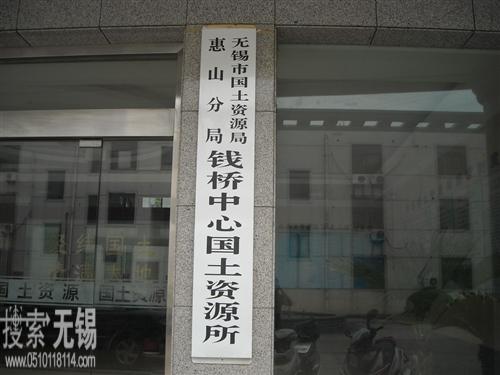 无锡市国土资源局
惠山分局
钱桥中心国土资源所
国土资源 国土资源
搜索无锡
www.0510118114.com